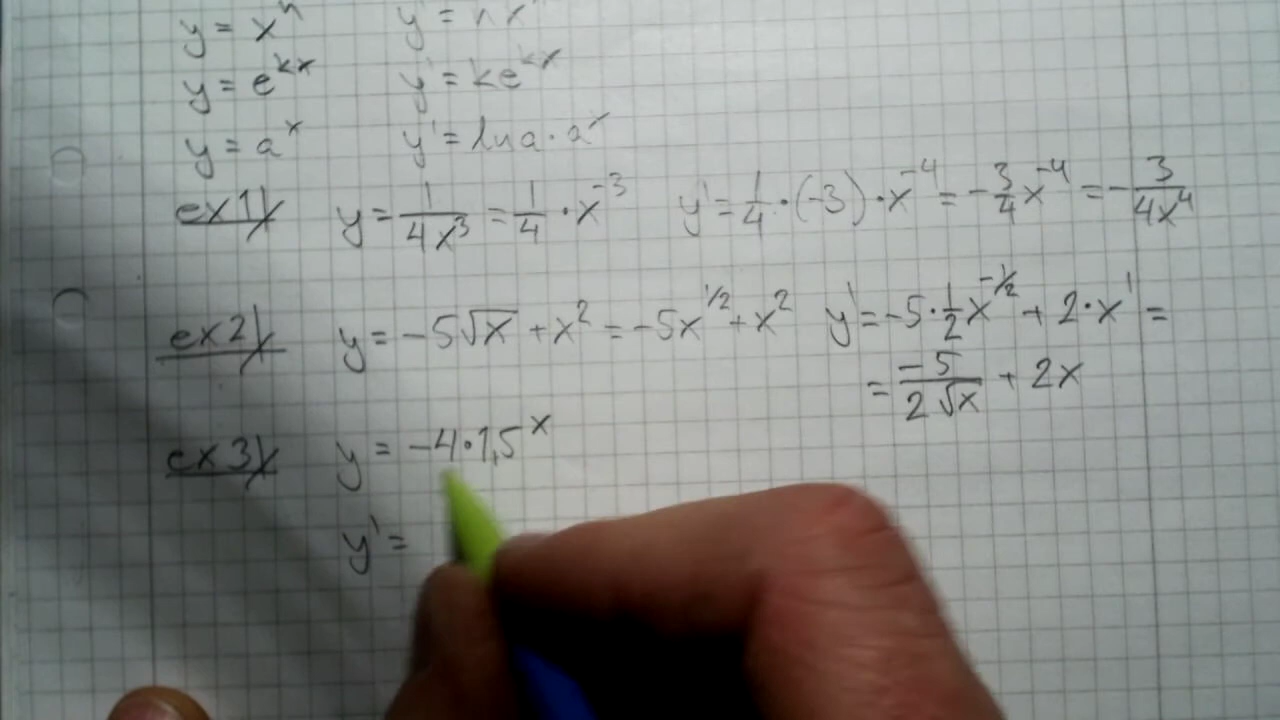 y = xⁿ y' = nx
y = e^kx y' = ke^kx
y = a^x y' = ln a · a^x
ex1) y = 1/4x³ = 1/4 · x⁻³ y' = 1/4 · (-3) · x⁻⁴ = -3/4 x⁻⁴ = -3/4x⁴
ex2) y = -5√x + x² = -5x^1/2 + x² y' = -5 · 1/2 x^-1/2 + 2 · x¹ =
= -5/2√x + 2x
ex3) y = -4 · 1,5^x
y' =